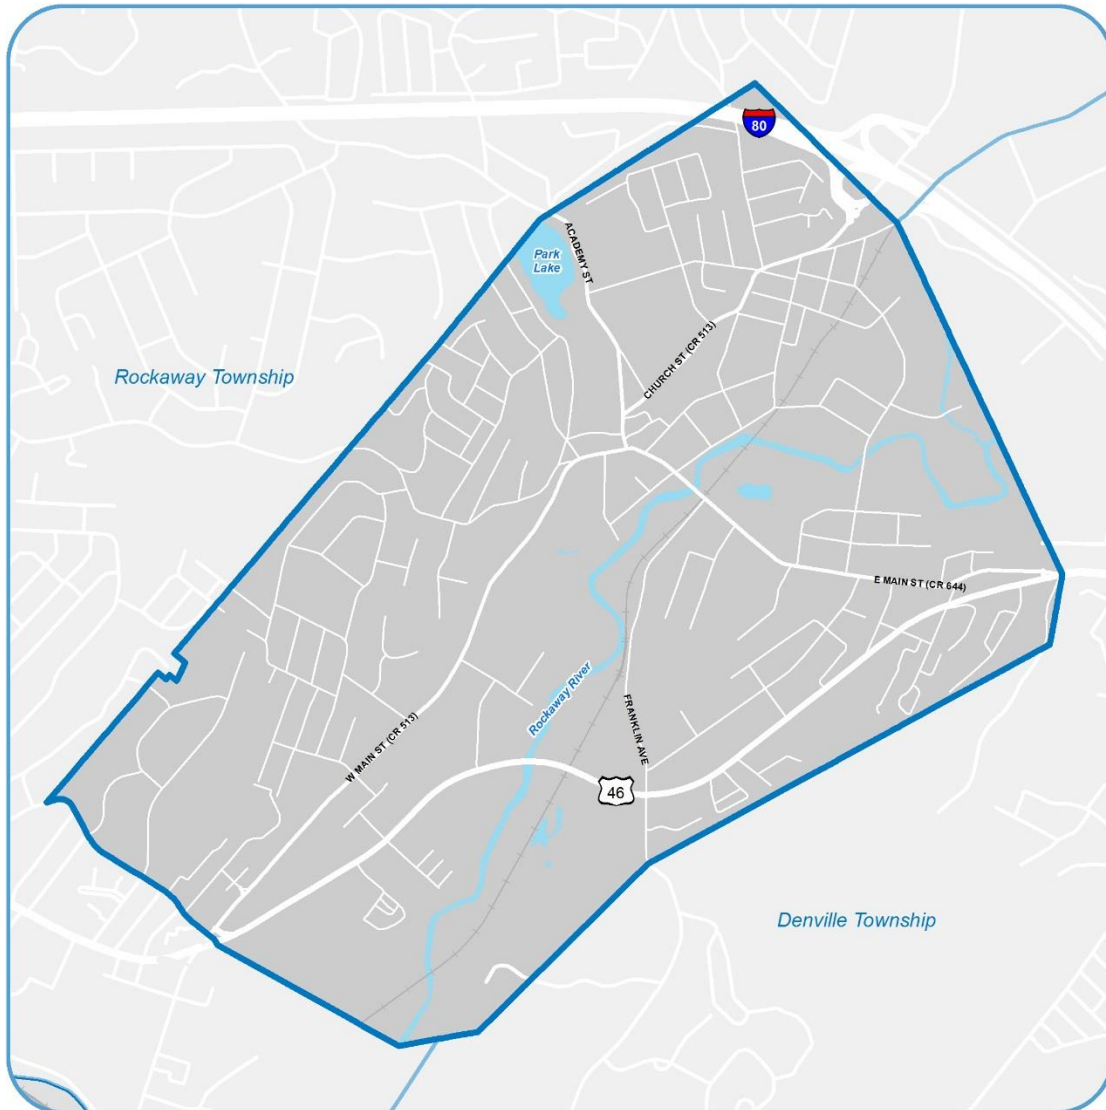 80
ACADEMY ST
Park
Lake
CHURCH ST (CR 513)
Rockaway Township
E MAIN ST (CR 644)
Rockaway River
FRANKLIN AVE
W MAIN ST (CR 513)
46
Denville Township